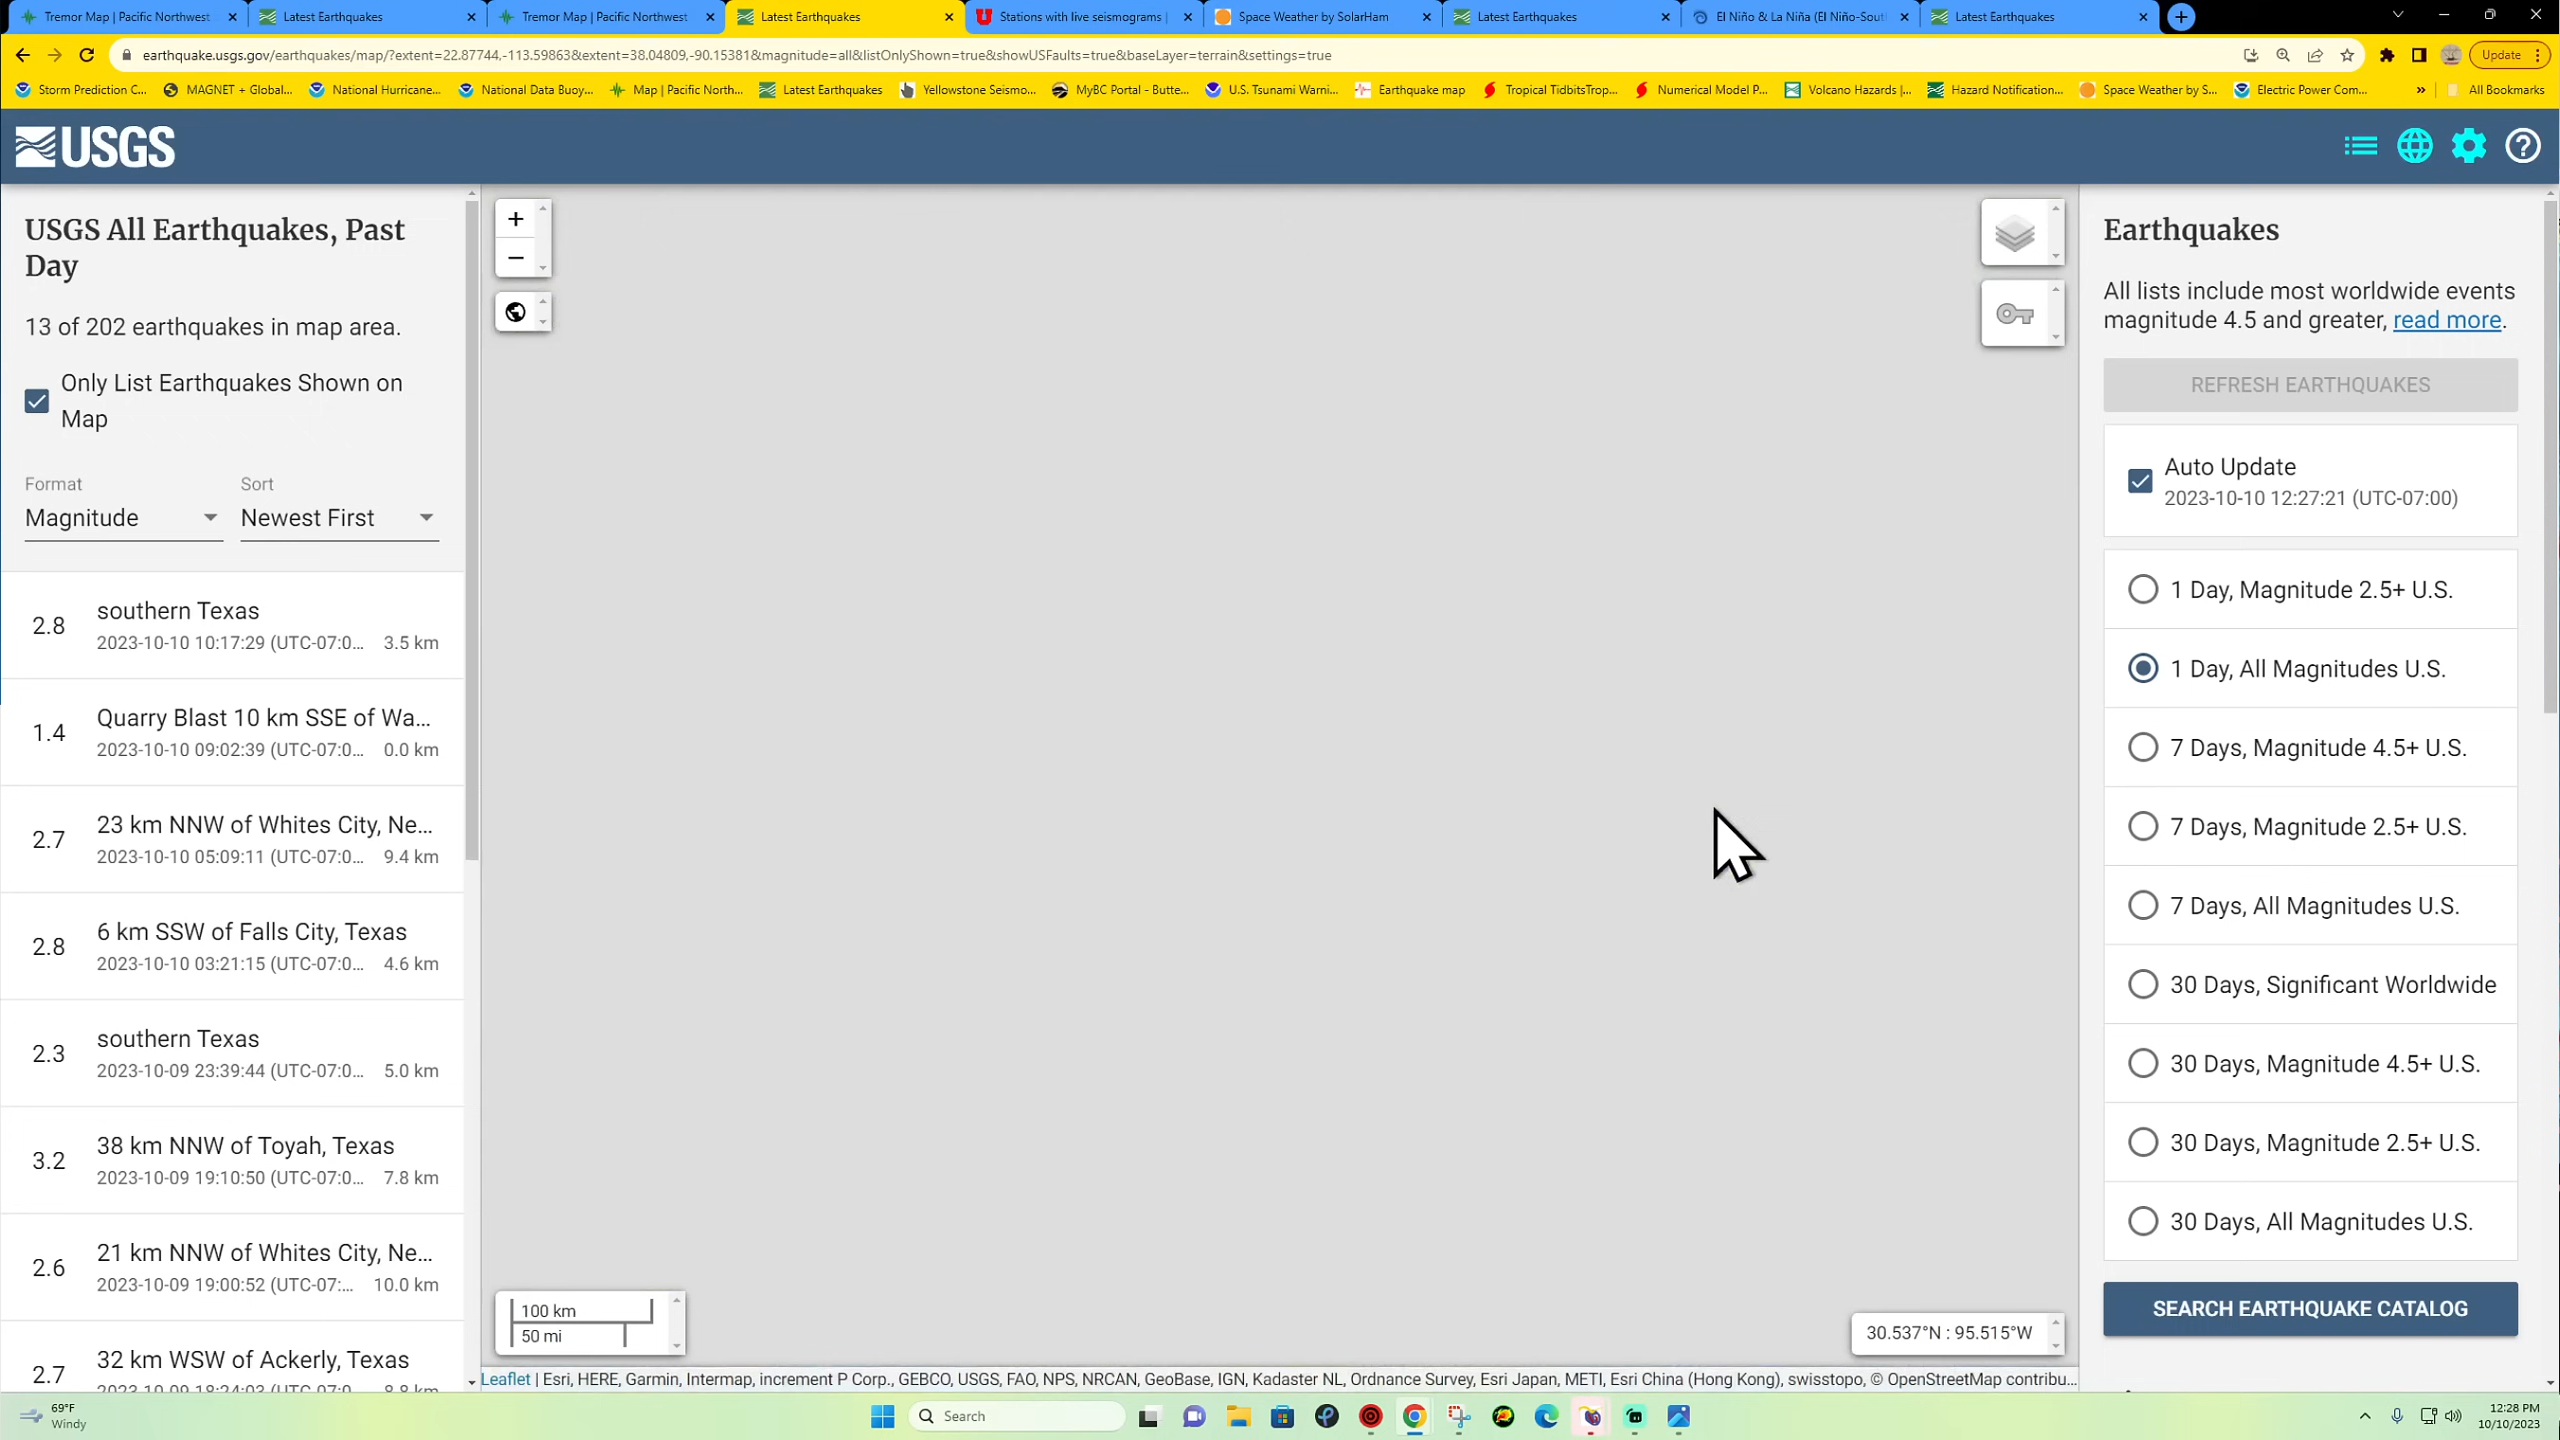 Tremor Map | Pacific Northwest
Latest Earthquakes
Tremor Map | Pacific Northwest
Latest Earthquakes
Stations with live seismograms |
Space Weather by SolarHam
Latest Earthquakes
El Niño & La Niña (El Niño-Sout
Latest Earthquakes
earthquake.usgs.gov/earthquakes/map/?extent=22.87744,-113.59863&extent=38.04809,-90.15381&magnitude=all&listOnlyShown=true&showUSFaults=true&baseLayer=terrain&settings=true
Update
Storm Prediction C...
MAGNET + Global...
National Hurricane...
National Data Buoy...
Map | Pacific North...
Latest Earthquakes
Yellowstone Seismo...
MyBC Portal - Butte...
U.S. Tsunami Warni...
Earthquake map
Tropical TidbitsTrop...
Numerical Model P...
Volcano Hazards |...
Hazard Notification...
Space Weather by S...
Electric Power Com...
»
All Bookmarks
USGS
USGS All Earthquakes, Past
Day
13 of 202 earthquakes in map area.
Only List Earthquakes Shown on
Map
Format
Magnitude
Sort
Newest First
2.8
southern Texas
2023-10-10 10:17:29 (UTC-07:0... 3.5 km
1.4
Quarry Blast 10 km SSE of Wa...
2023-10-10 09:02:39 (UTC-07:0... 0.0 km
2.7
23 km NNW of Whites City, Ne...
2023-10-10 05:09:11 (UTC-07:0... 9.4 km
2.8
6 km SSW of Falls City, Texas
2023-10-10 03:21:15 (UTC-07:0... 4.6 km
2.3
southern Texas
2023-10-09 23:39:44 (UTC-07:0... 5.0 km
3.2
38 km NNW of Toyah, Texas
2023-10-09 19:10:50 (UTC-07:0... 7.8 km
2.6
21 km NNW of Whites City, Ne...
2023-10-09 19:00:52 (UTC-07:... 10.0 km
2.7
32 km WSW of Ackerly, Texas
2023-10-09 18:24:03 (UTC-07:0... 8.8 km
+
−
100 km
50 mi
30.537°N : 95.515°W
Leaflet | Esri, HERE, Garmin, Intermap, increment P Corp., GEBCO, USGS, FAO, NPS, NRCAN, GeoBase, IGN, Kadaster NL, Ordnance Survey, Esri Japan, METI, Esri China (Hong Kong), swisstopo, © OpenStreetMap contribu...
Earthquakes
All lists include most worldwide events
magnitude 4.5 and greater, read more.
REFRESH EARTHQUAKES
Auto Update
2023-10-10 12:27:21 (UTC-07:00)
1 Day, Magnitude 2.5+ U.S.
1 Day, All Magnitudes U.S.
7 Days, Magnitude 4.5+ U.S.
7 Days, Magnitude 2.5+ U.S.
7 Days, All Magnitudes U.S.
30 Days, Significant Worldwide
30 Days, Magnitude 4.5+ U.S.
30 Days, Magnitude 2.5+ U.S.
30 Days, All Magnitudes U.S.
SEARCH EARTHQUAKE CATALOG
69°F
Windy
Search
12:28 PM
10/10/2023